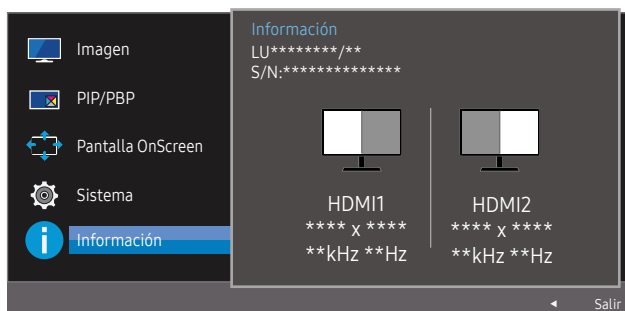 Imagen
PIP/PBP
Pantalla OnScreen
Sistema
Información
Información
LU********/**
S/N:**************
HDMI1
**** x ****
**kHz **Hz
HDMI2
**** x ****
**kHz **Hz
Salir